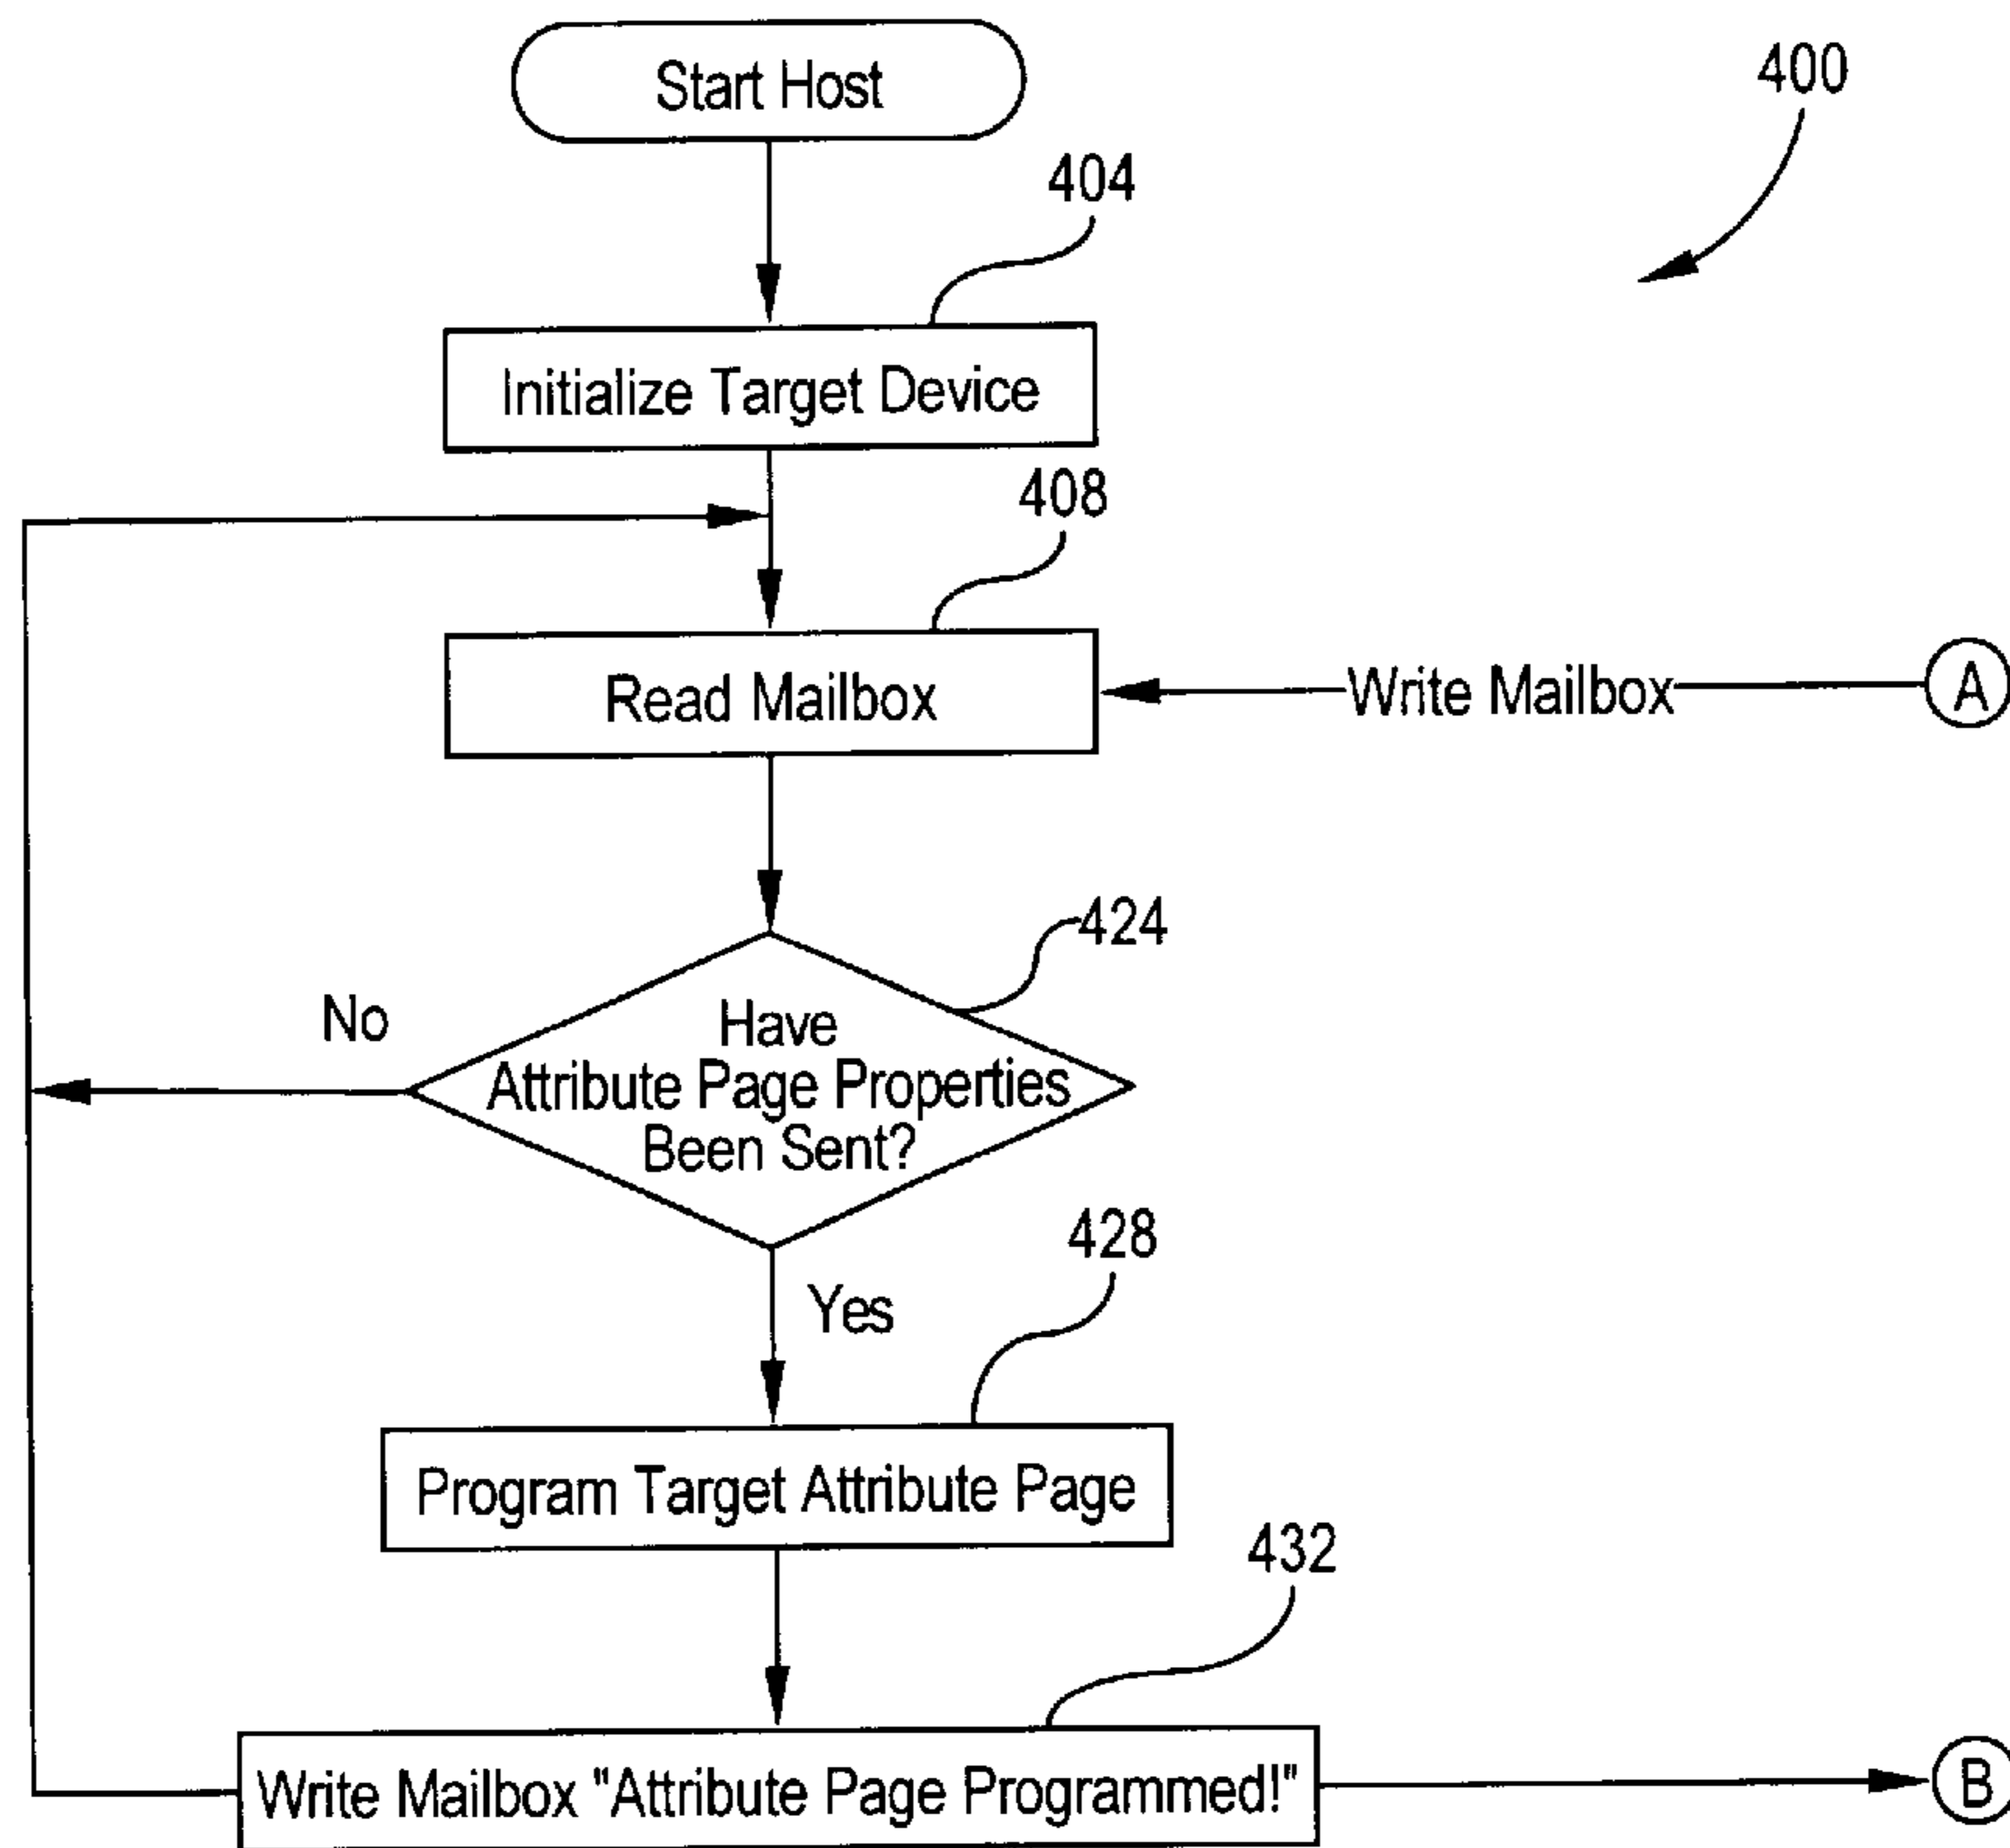 Start Host
400
404
Initialize Target Device
408
Read Mailbox
Write Mailbox
A
424
No
Have
Attribute Page Properties
Been Sent?
428
Yes
Program Target Attribute Page
432
Write Mailbox "Attribute Page Programmed!"
B